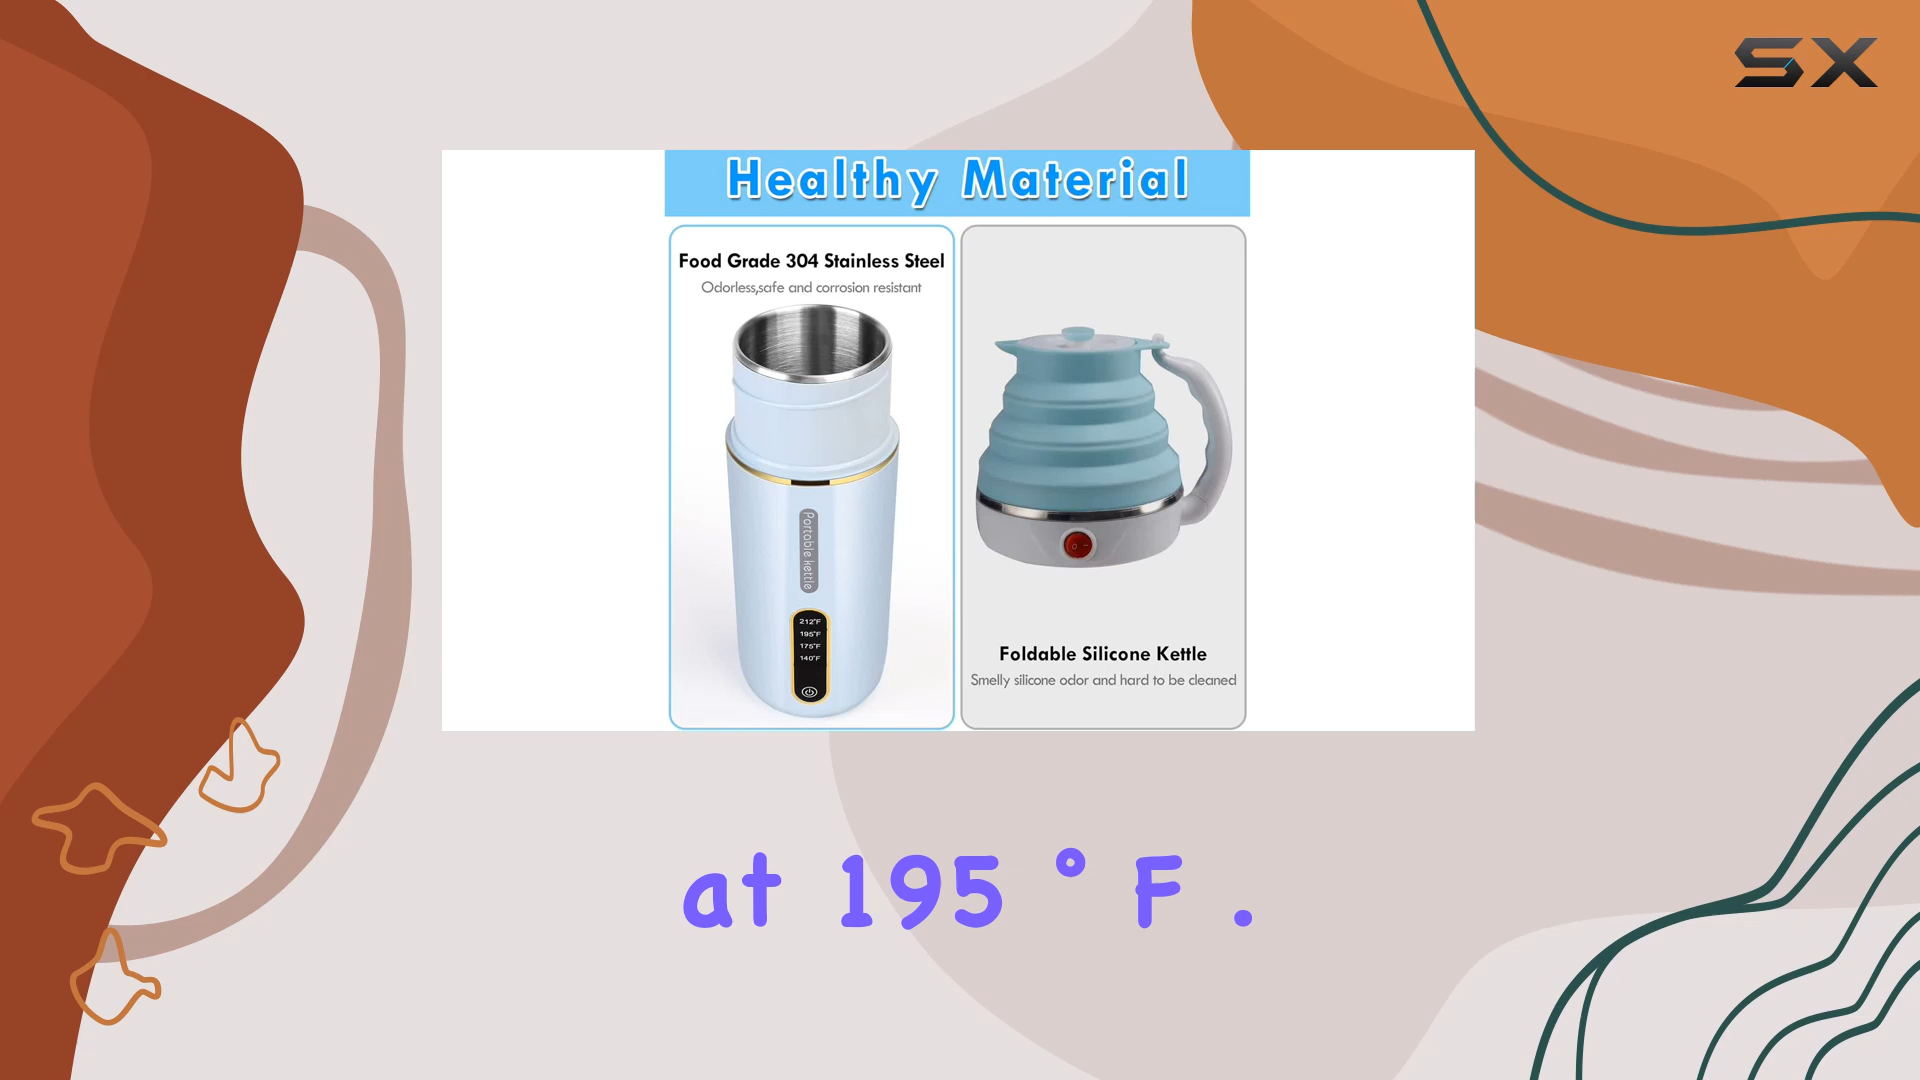 SX
Healthy Material
Food Grade 304 Stainless Steel
Odorless,safe and corrosion resistant
Portable kettle
212°F
195°F
175°F
140°F
Foldable Silicone Kettle
Smelly silicone odor and hard to be cleaned
at 195 ° F .